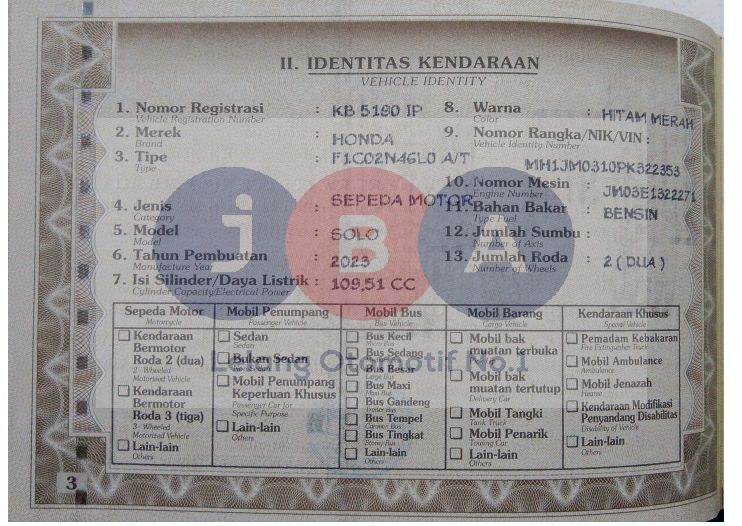 II. IDENTITAS KENDARAAN
VEHICLE IDENTITY
1. Nomor Registrasi : KB 5190 IP
Vehicle Registration Number
2. Merek : HONDA
Brand
3. Tipe : F1C02N46L0 A/T
Type
4. Jenis : SEPEDA MOTOR
Category
5. Model : SOLO
Model
6. Tahun Pembuatan : 2023
Manufacture Year
7. Isi Silinder/Daya Listrik : 109,51 CC
Cylinder Capacity/Electrical Power
8. Warna : HITAM MERAH
Color
9. Nomor Rangka/NIK/VIN :
Vehicle Identity Number
MH1JM0310PK322353
10. Nomor Mesin : JM03E1322271
Engine Number
11. Bahan Bakar : BENSIN
Type Fuel
12. Jumlah Sumbu :
Number of Axis
13. Jumlah Roda : 2 ( DUA )
Number of Wheels
jBA
Lelang Otomotif No.1
Sepeda Motor
Motorcycle
Kendaraan
Bermotor
Roda 2 (dua)
2 - Wheeled
Motorised Vehicle
Kendaraan
Bermotor
Roda 3 (tiga)
3 - Wheeled
Motorized Vehicle
Lain-lain
Others
Mobil Penumpang
Passenger Vehicle
Sedan
Sedan
Bukan Sedan
Mobil Penumpang
Keperluan Khusus
Passenger Car for
Specific Purpose
Lain-lain
Others
Mobil Bus
Bus Vehicle
Bus Kecil
Micro Bus
Bus Sedang
Bus Besar
Large Bus
Bus Maxi
Maxi Bus
Bus Gandeng
Trailer Bus
Bus Tempel
Bus Tingkat
Lain-lain
Others
Mobil Barang
Cargo Vehicle
Mobil bak
muatan terbuka
Mobil bak
muatan tertutup
Delivery Car
Mobil Tangki
Tank Truck
Mobil Penarik
Towing Car
Lain-lain
Others
Kendaraan Khusus
Special Vehicle
Pemadam Kebakaran
Fire Extinguisher Truck
Mobil Ambulance
Ambulance
Mobil Jenazah
Hearse
Kendaraan Modifikasi
Penyandang Disabilitas
Disability of Vehicle
Lain-lain
Others
3